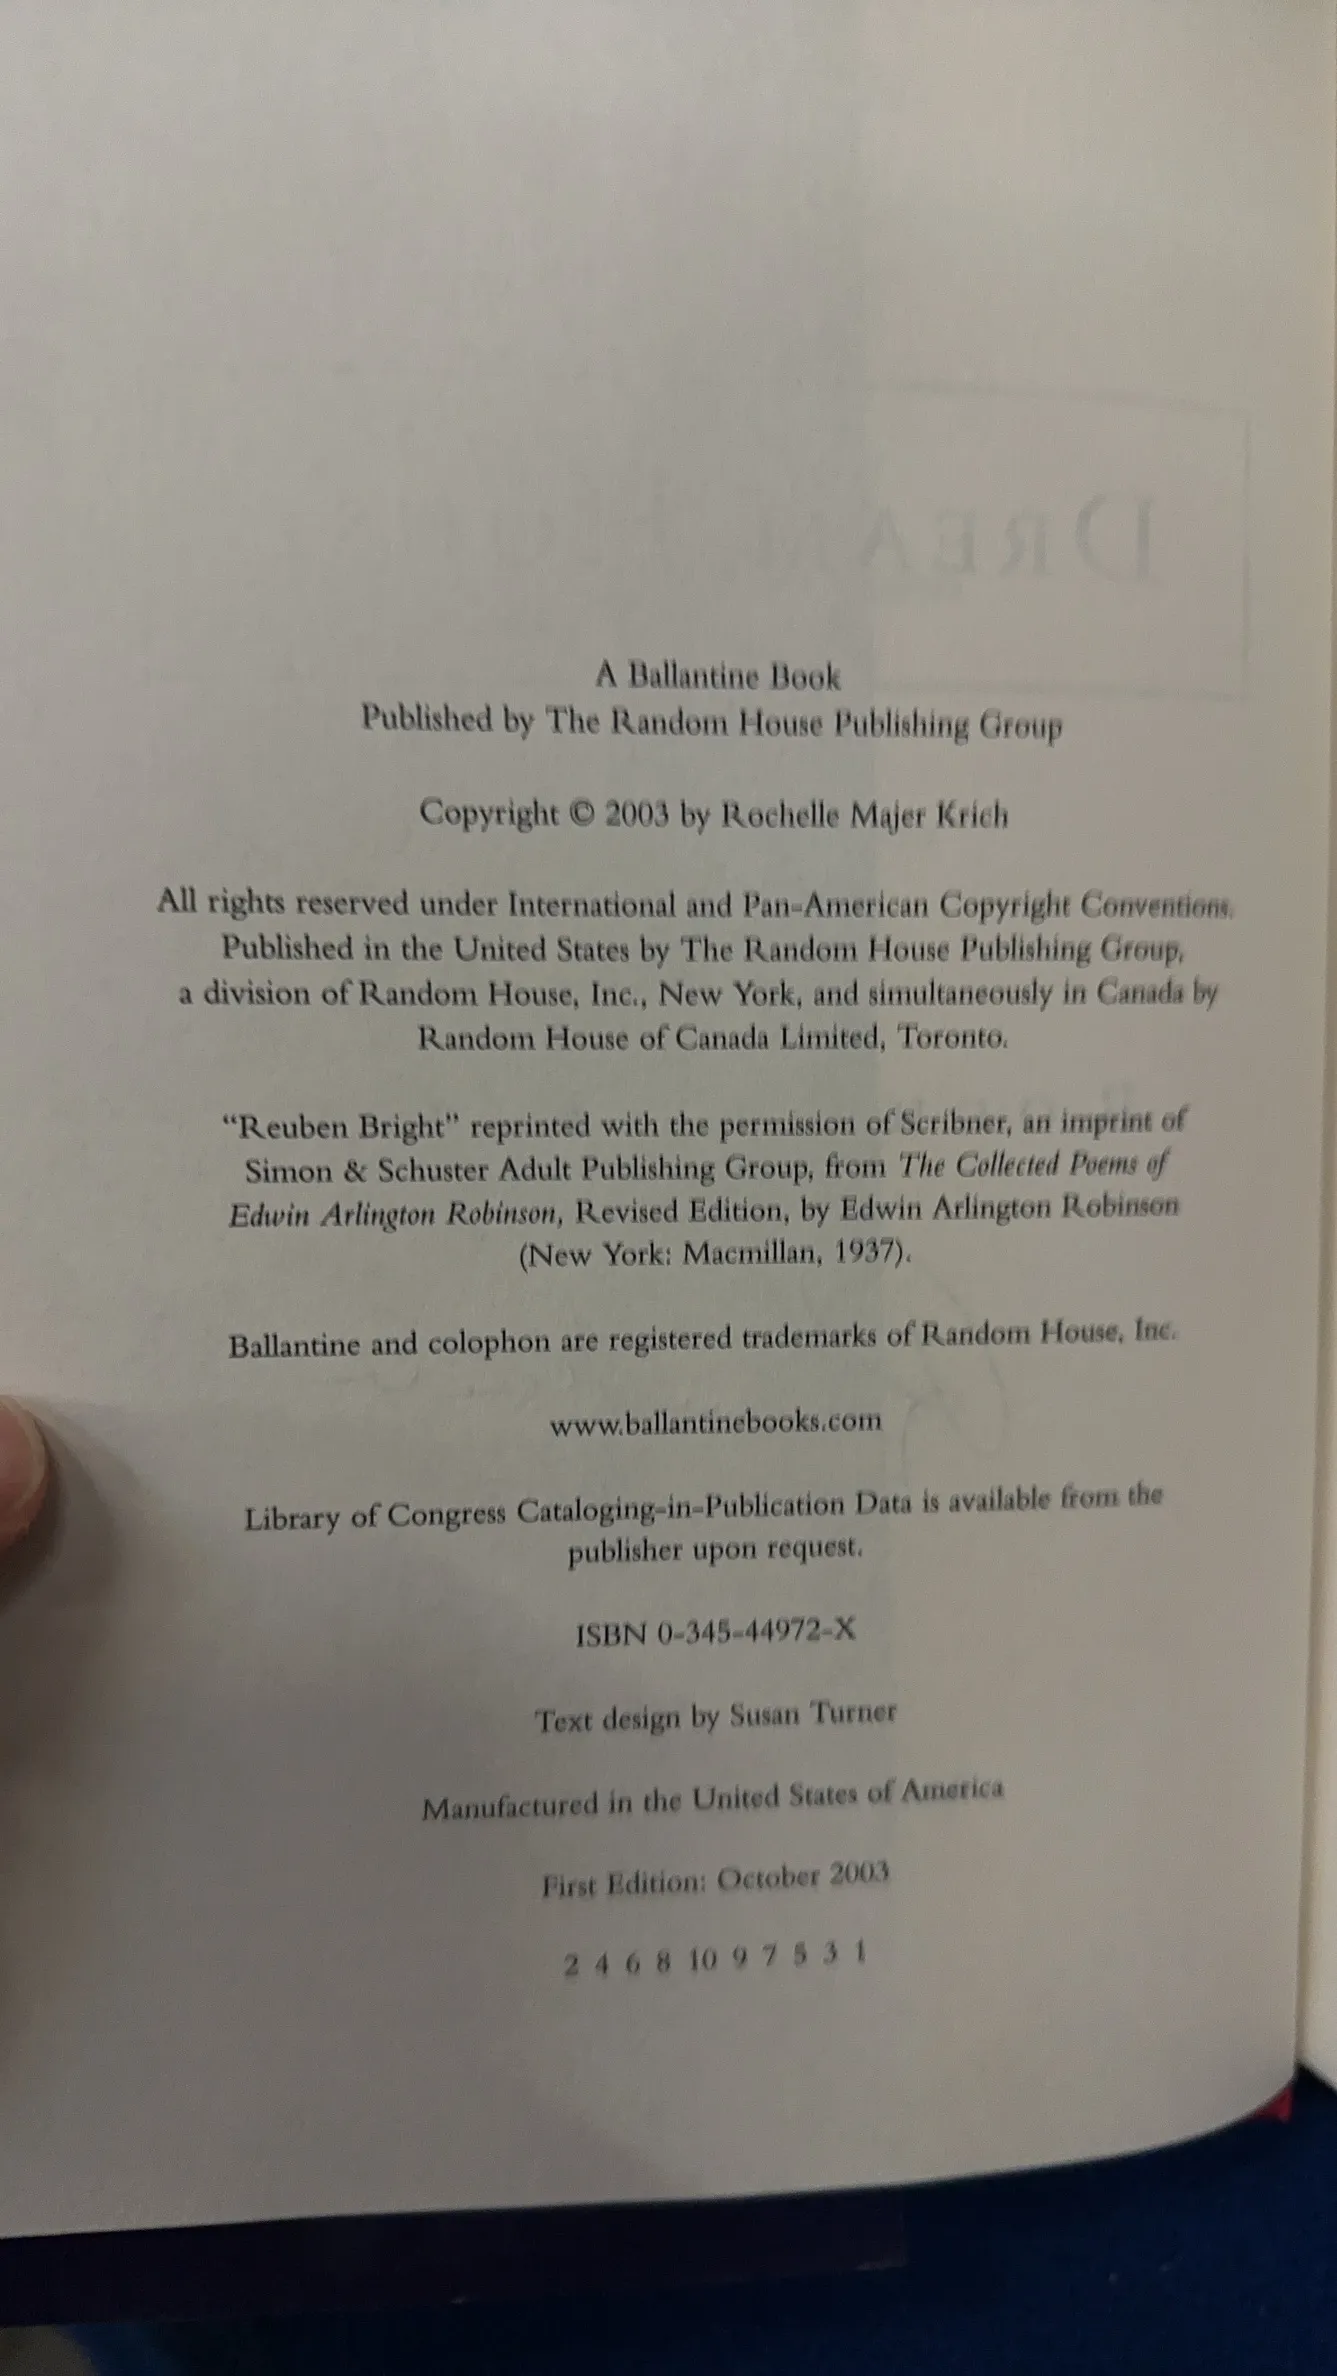 A Ballantine Book
Published by The Random House Publishing Group
Copyright © 2003 by Rochelle Majer Krich
All rights reserved under International and Pan-American Copyright Conventions.
Published in the United States by The Random House Publishing Group,
a division of Random House, Inc., New York, and simultaneously in Canada by
Random House of Canada Limited, Toronto.
“Reuben Bright” reprinted with the permission of Scribner, an imprint of
Simon & Schuster Adult Publishing Group, from The Collected Poems of
Edwin Arlington Robinson, Revised Edition, by Edwin Arlington Robinson
(New York: Macmillan, 1937).
Ballantine and colophon are registered trademarks of Random House, Inc.
www.ballantinebooks.com
Library of Congress Cataloging-in-Publication Data is available from the
publisher upon request.
ISBN 0-345-44972-X
Text design by Susan Turner
Manufactured in the United States of America
First Edition: October 2003
2 4 6 8 10 9 7 5 3 1